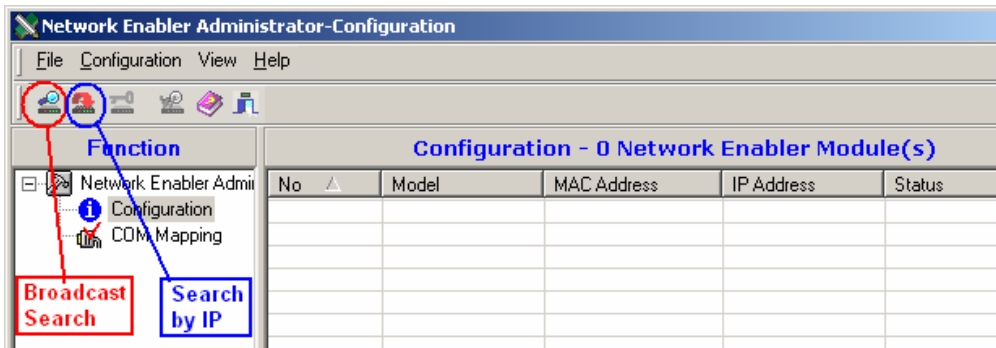 Network Enabler Administrator-Configuration
File Configuration View Help
Function
Configuration - 0 Network Enabler Module(s)
Network Enabler Admi
Configuration
COM Mapping
No Model MAC Address IP Address Status
Broadcast Search
Search by IP